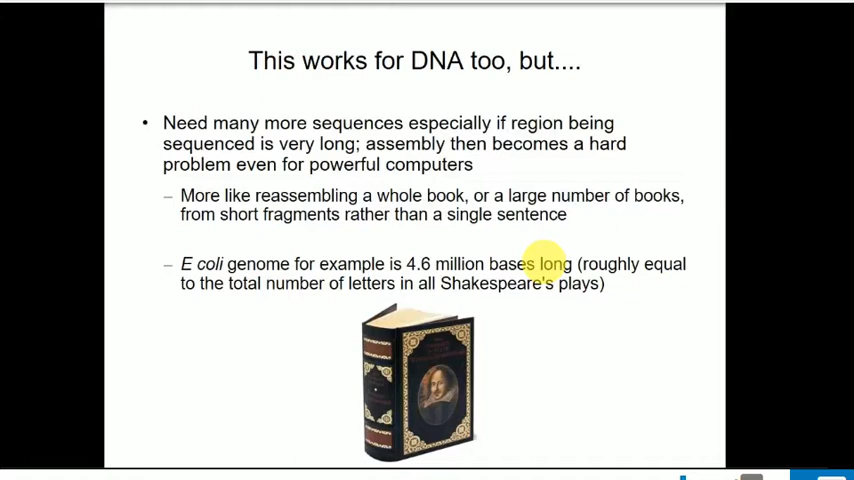 This works for DNA too, but....
• Need many more sequences especially if region being
sequenced is very long; assembly then becomes a hard
problem even for powerful computers
– More like reassembling a whole book, or a large number of books,
from short fragments rather than a single sentence
– E coli genome for example is 4.6 million bases long (roughly equal
to the total number of letters in all Shakespeare's plays)